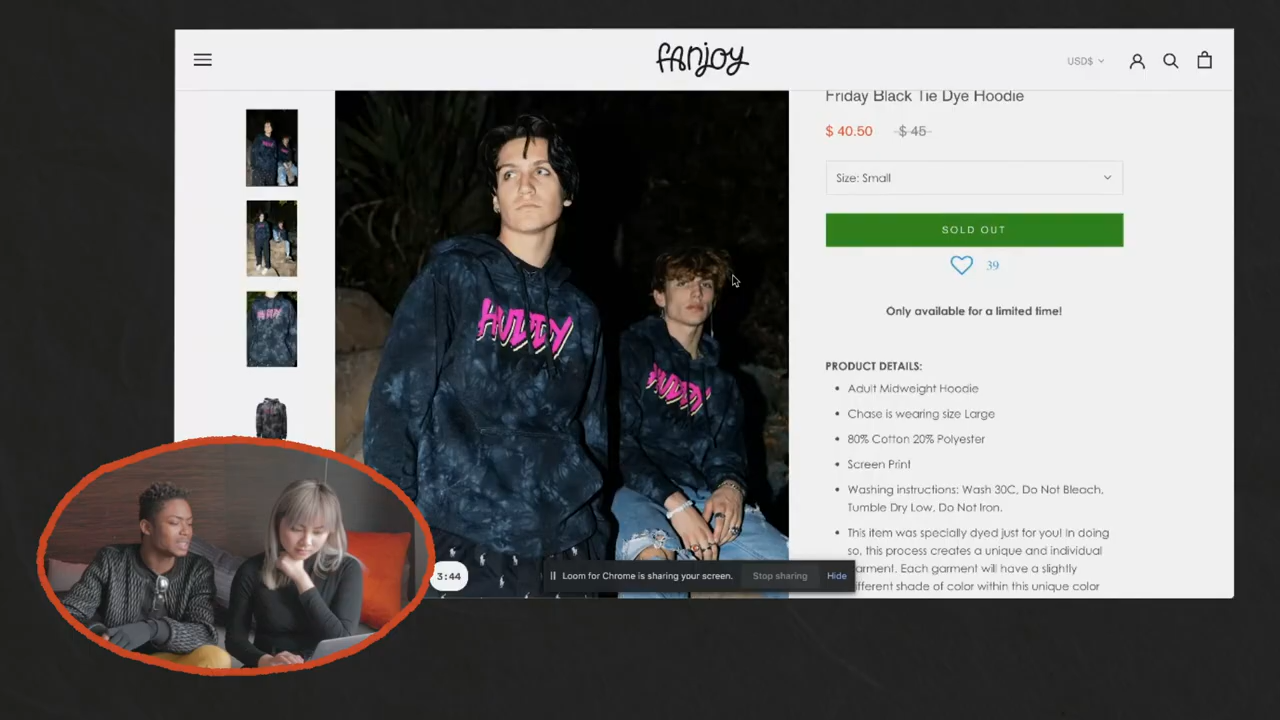 fanjoy
USD$
Friday Black Tie Dye Hoodie
$ 40.50 $ 45
Size: Small
SOLD OUT
39
Only available for a limited time!
PRODUCT DETAILS:
Adult Midweight Hoodie
Chase is wearing size Large
80% Cotton 20% Polyester
Screen Print
Washing instructions: Wash 30C, Do Not Bleach,
Tumble Dry Low, Do Not Iron.
This item was specially dyed just for you! In doing
so, this process creates a unique and individual
garment. Each garment will have a slightly
different shade of color within this unique color
HUDDY
HUDDY
3:44
Loom for Chrome is sharing your screen.
Stop sharing
Hide